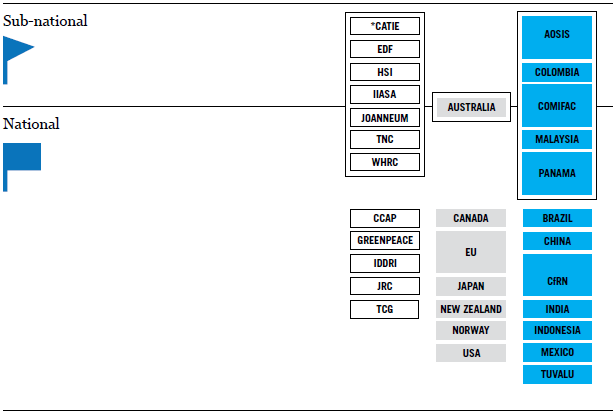 Sub-national
*CATIE
EDF
HSI
IIASA
JOANNEUM
TNC
WHRC
AUSTRALIA
AOSIS
COLOMBIA
COMIFAC
MALAYSIA
PANAMA
National
CCAP
GREENPEACE
IDDRI
JRC
TCG
CANADA
EU
JAPAN
NEW ZEALAND
NORWAY
USA
BRAZIL
CHINA
CfRN
INDIA
INDONESIA
MEXICO
TUVALU